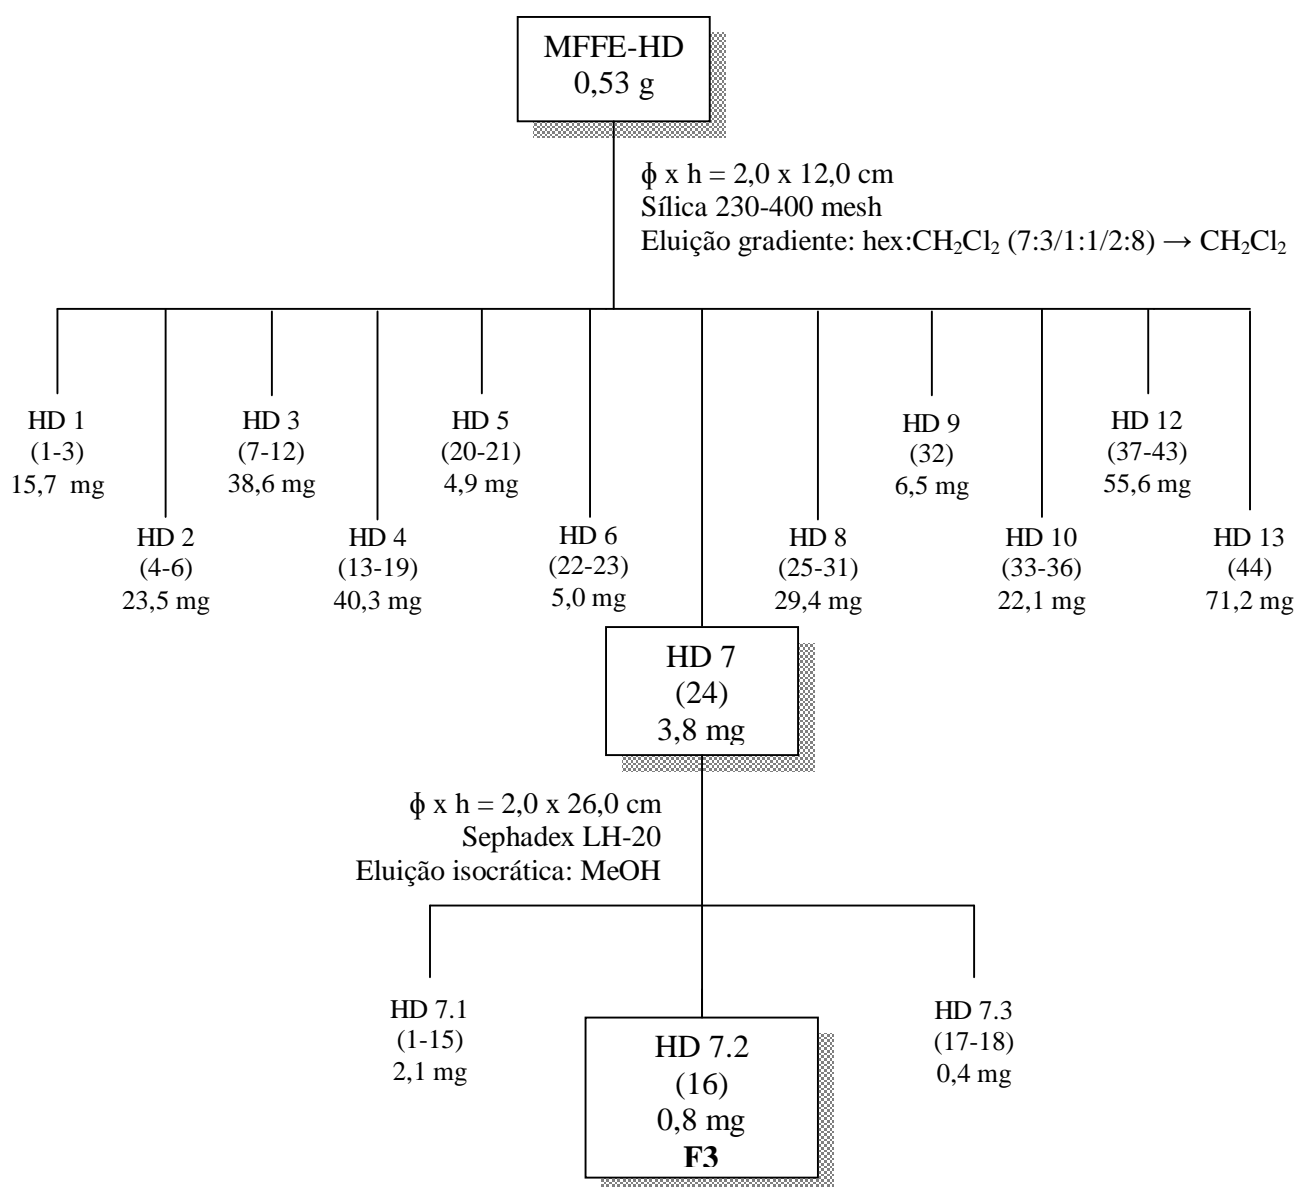 MFFE-HD
0,53 g
ϕ x h = 2,0 x 12,0 cm
Sílica 230-400 mesh
Eluição gradiente: hex:CH₂Cl₂ (7:3/1:1/2:8) → CH₂Cl₂
HD 1
(1-3)
15,7 mg
HD 2
(4-6)
23,5 mg
HD 3
(7-12)
38,6 mg
HD 4
(13-19)
40,3 mg
HD 5
(20-21)
4,9 mg
HD 6
(22-23)
5,0 mg
HD 8
(25-31)
29,4 mg
HD 9
(32)
6,5 mg
HD 10
(33-36)
22,1 mg
HD 12
(37-43)
55,6 mg
HD 13
(44)
71,2 mg
HD 7
(24)
3,8 mg
ϕ x h = 2,0 x 26,0 cm
Sephadex LH-20
Eluição isocrática: MeOH
HD 7.1
(1-15)
2,1 mg
HD 7.2
(16)
0,8 mg
F3
HD 7.3
(17-18)
0,4 mg